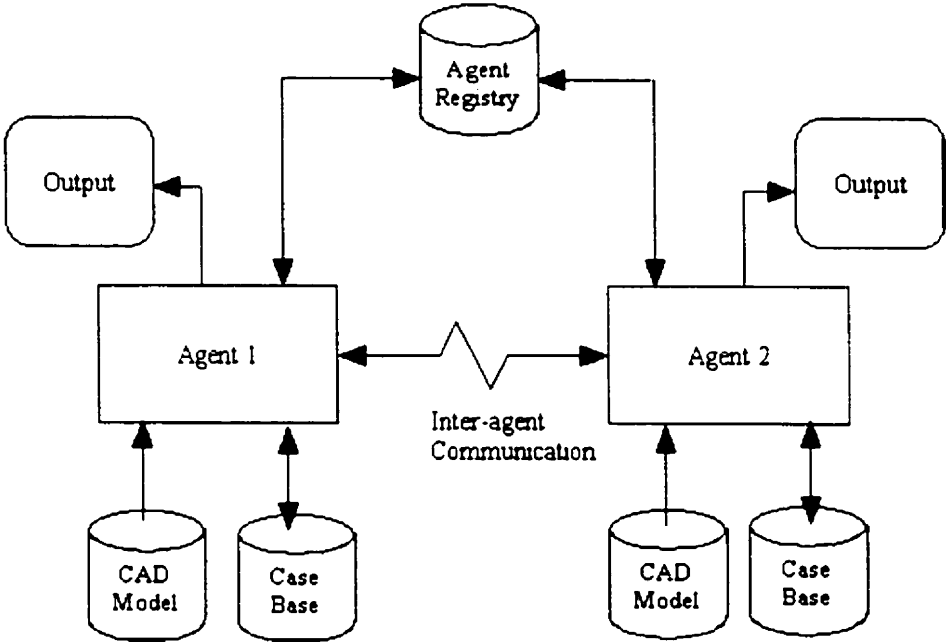 Agent
Registry
Output
Output
Agent 1
Agent 2
Inter-agent
Communication
CAD
Model
Case
Base
CAD
Model
Case
Base